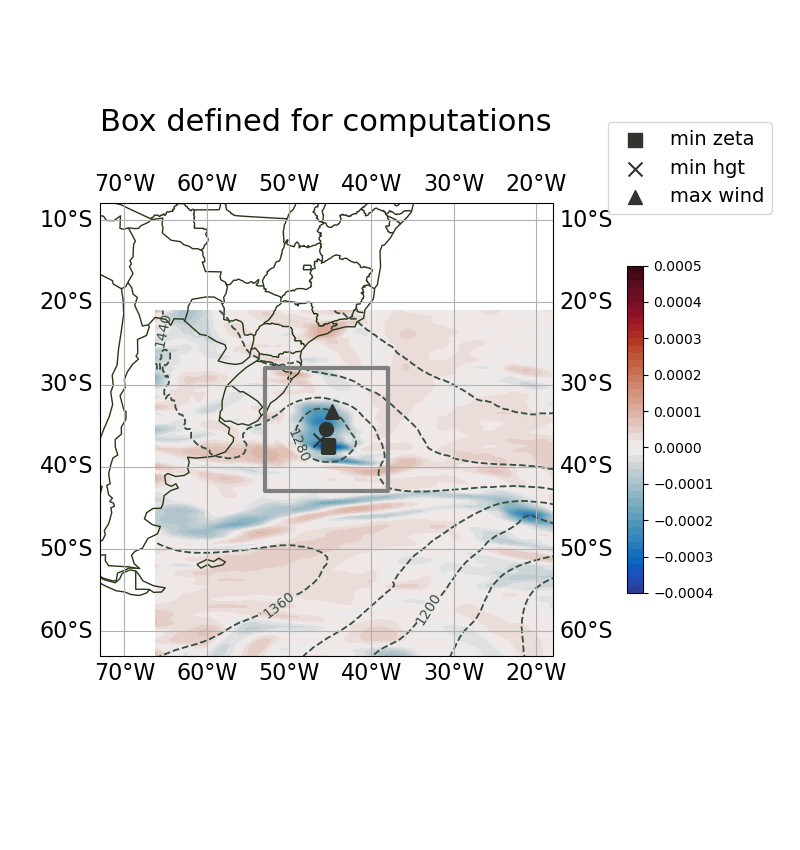 Box defined for computations
min zeta
min hgt
max wind
70°W 60°W 50°W 40°W 30°W 20°W
10°S 10°S
20°S 20°S
30°S 30°S
40°S 40°S
50°S 50°S
60°S 60°S
70°W 60°W 50°W 40°W 30°W 20°W
1440
1280
1360
1200
0.0005
0.0004
0.0003
0.0002
0.0001
0.0000
−0.0001
−0.0002
−0.0003
−0.0004